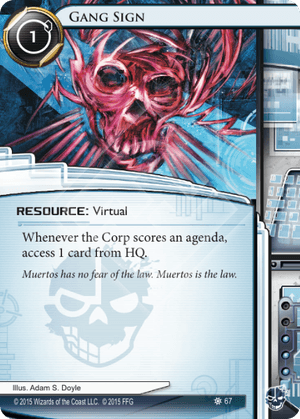 Gang Sign
1
RESOURCE: Virtual
Whenever the Corp scores an agenda,
access 1 card from HQ.
Muertos has no fear of the law. Muertos is the law.
Illus. Adam S. Doyle
© 2015 Wizards of the Coast LLC. © 2015 FFG
67